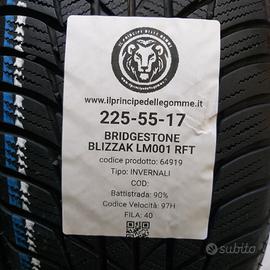 IL PRINCIPE DELLE GOMME
www.ilprincipedellegomme.it
225-55-17
BRIDGESTONE
BLIZZAK LM001 RFT
codice prodotto: 64919
Tipo: INVERNALI
COD:
Battistrada: 90%
Codice Velocità: 97H
FILA: 40
subito